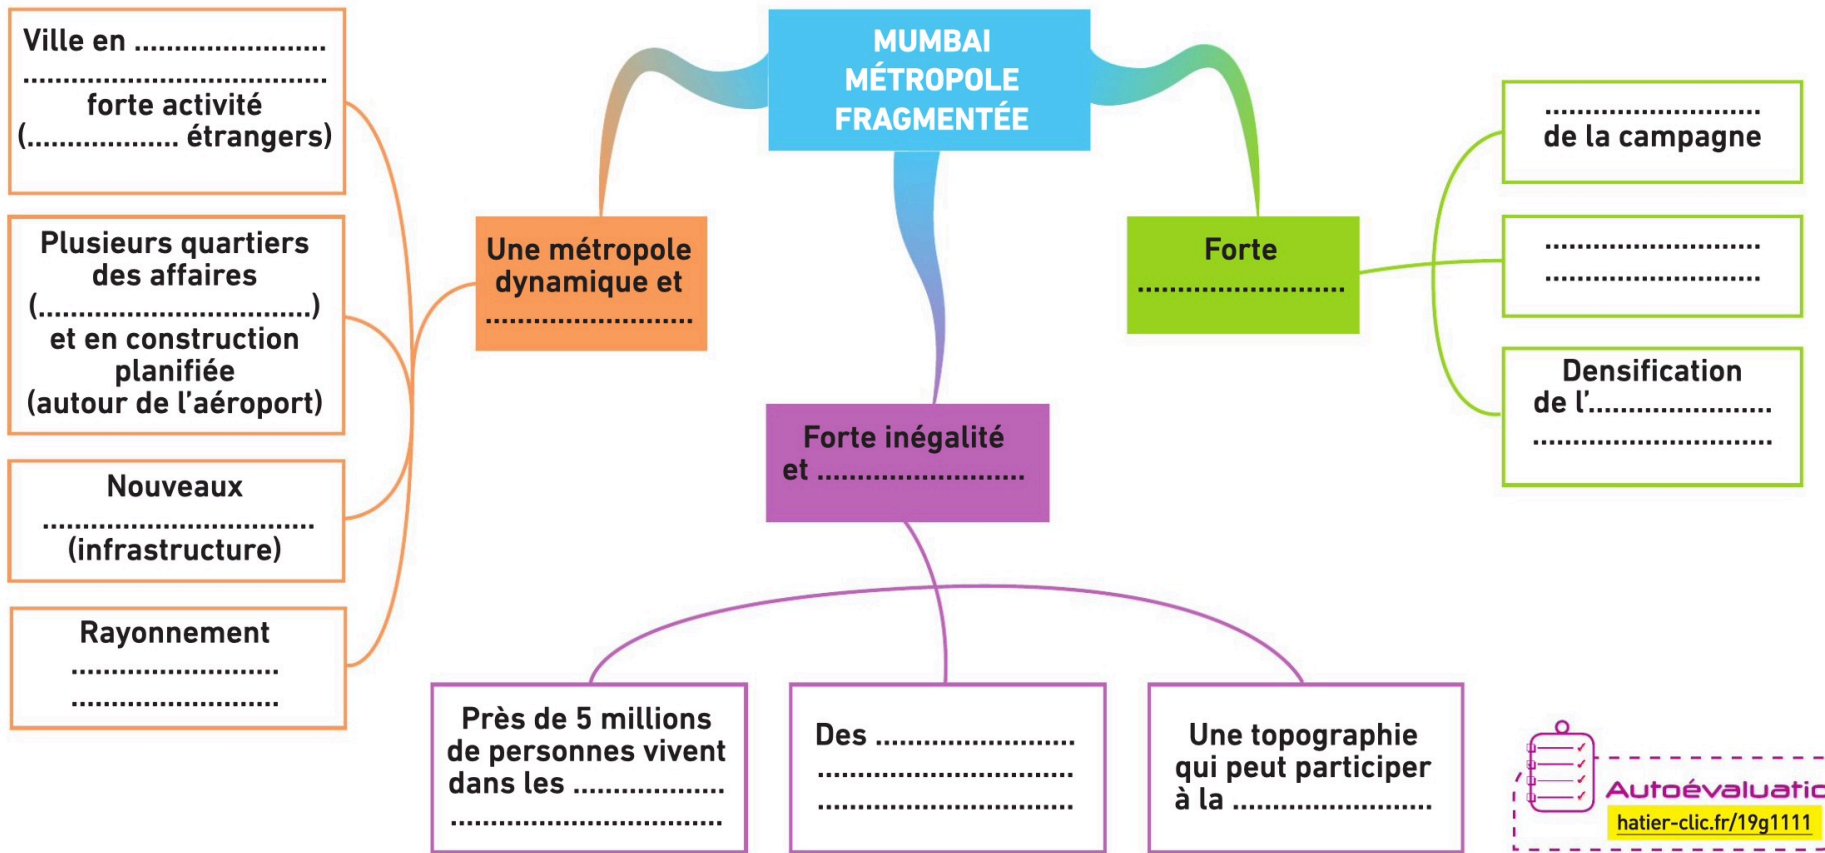 MUMBAI
MÉTROPOLE
FRAGMENTÉE
Ville en ........................
......................................
forte activité
(................... étrangers)
Plusieurs quartiers
des affaires
(..................................)
et en construction
planifiée
(autour de l'aéroport)
Nouveaux
..................................
(infrastructure)
Rayonnement
..........................
..........................
Une métropole
dynamique et
..........................
Forte inégalité
et ..........................
Près de 5 millions
de personnes vivent
dans les ...................
..................................
Des .........................
................................
................................
Une topographie
qui peut participer
à la .........................
Forte
..........................
...........................
de la campagne
...........................
...........................
Densification
de l'.......................
..............................
Autoévaluatio
hatier-clic.fr/19g1111